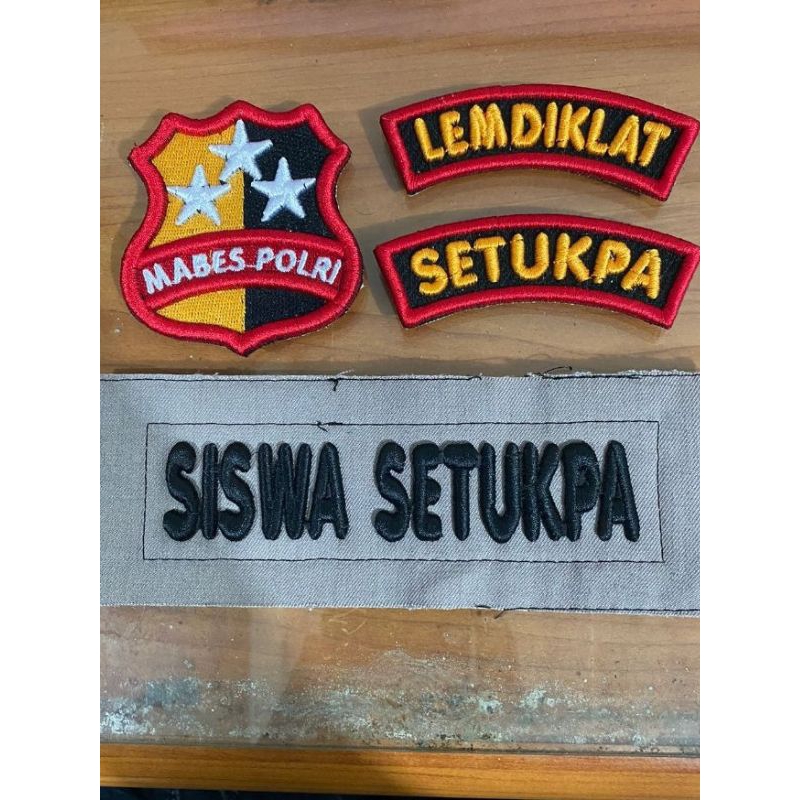 LEMDIKLAT
MABES POLRI
SETUKPA
SISWA SETUKPA